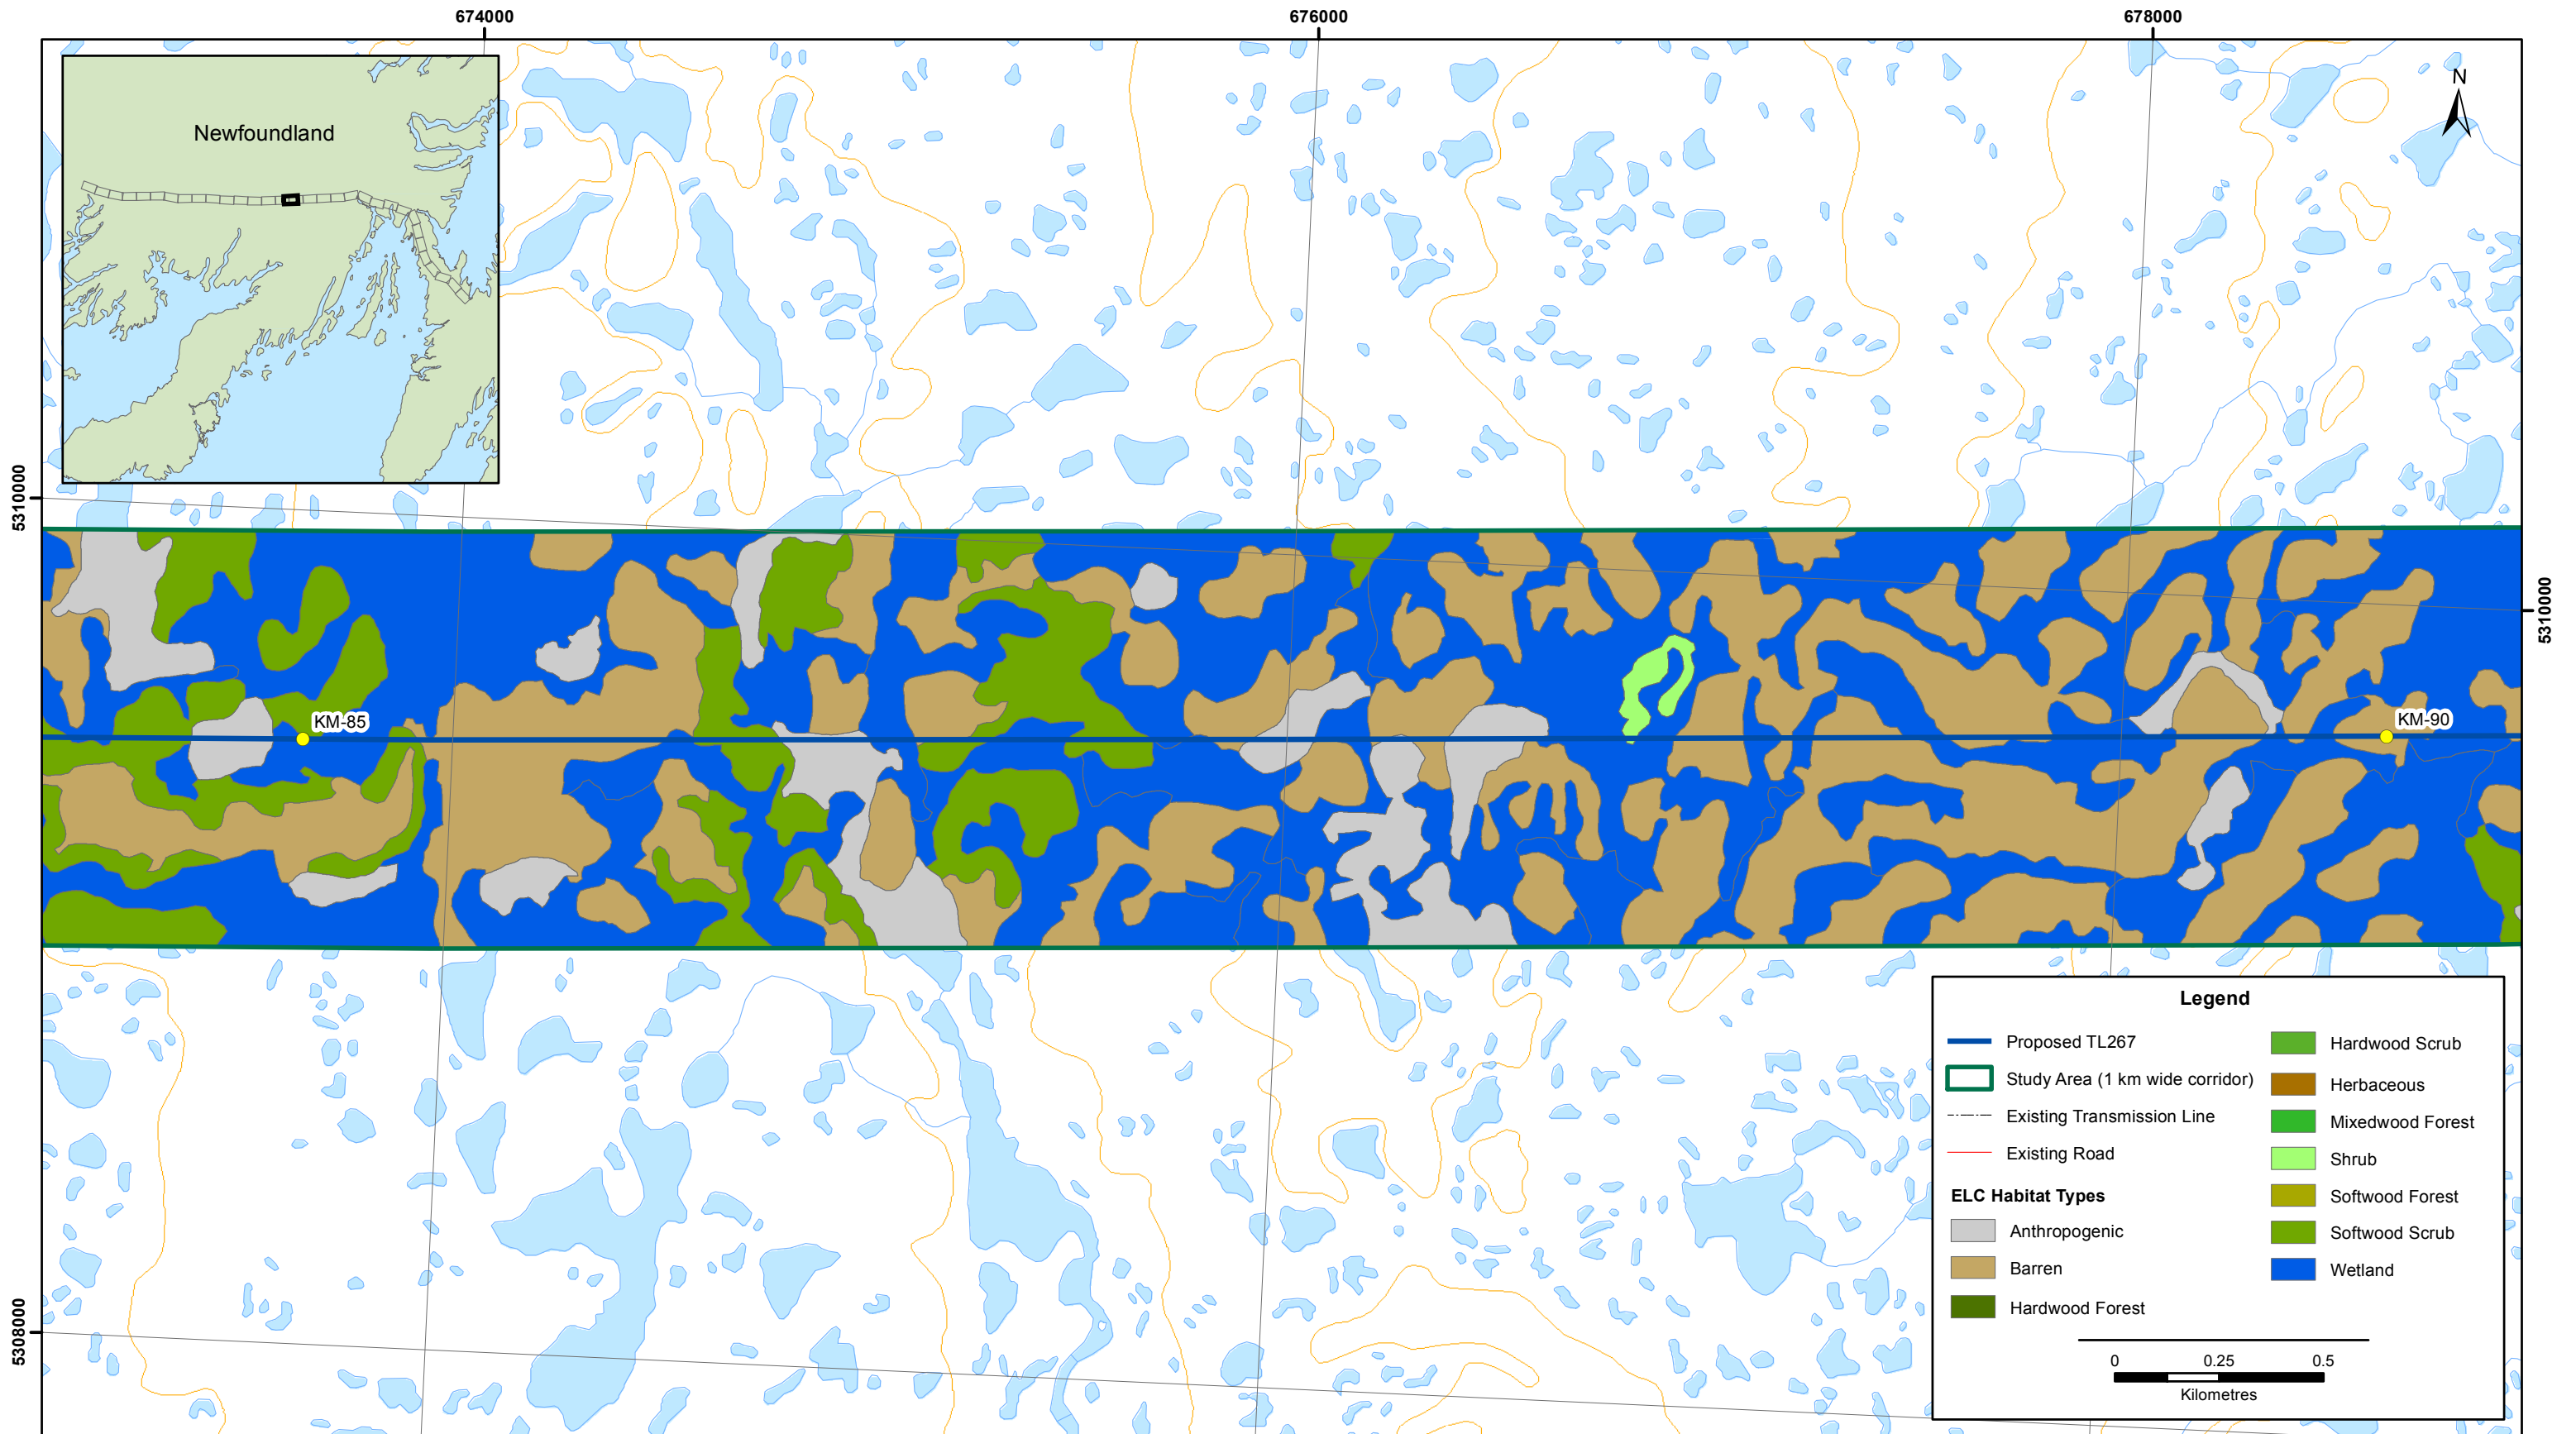 674000
676000
678000
N
Newfoundland
5310000
5310000
KM-85
KM-90
5308000
Legend
Proposed TL267
Study Area (1 km wide corridor)
Existing Transmission Line
Existing Road
ELC Habitat Types
Anthropogenic
Barren
Hardwood Forest
Hardwood Scrub
Herbaceous
Mixedwood Forest
Shrub
Softwood Forest
Softwood Scrub
Wetland
0 0.25 0.5
Kilometres